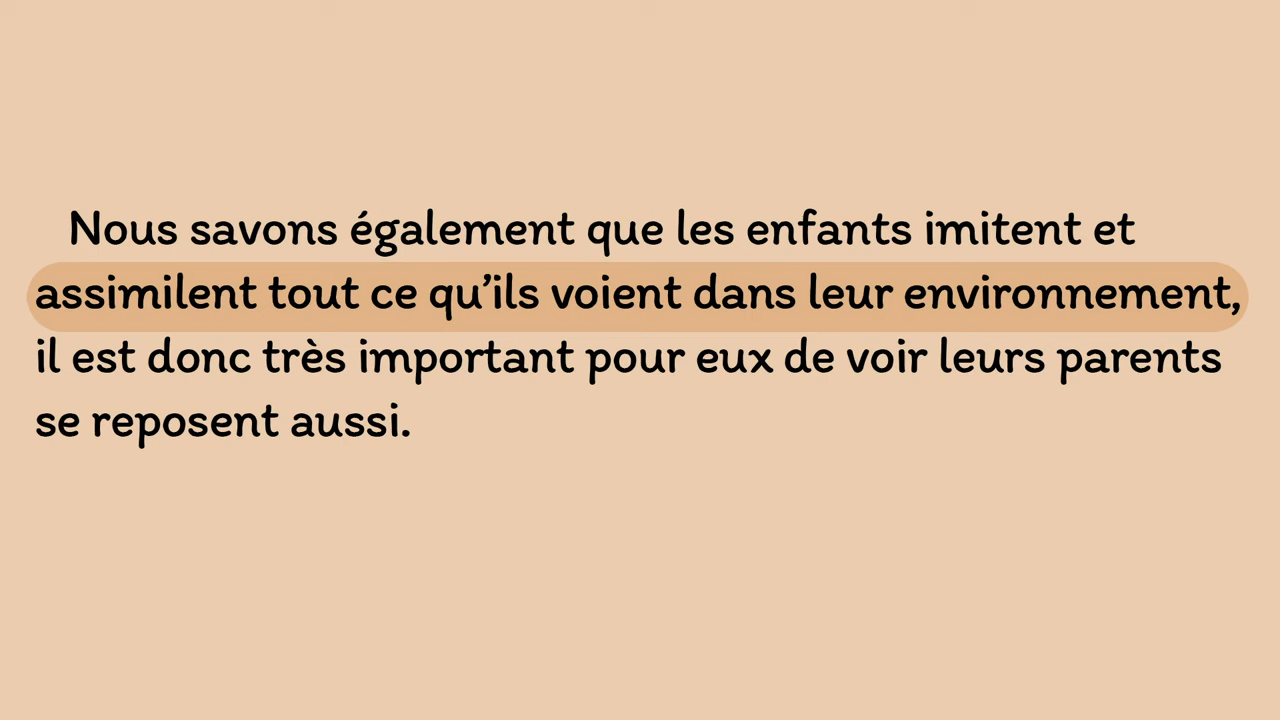 Nous savons également que les enfants imitent et
assimilent tout ce qu’ils voient dans leur environnement,
il est donc très important pour eux de voir leurs parents
se reposent aussi.